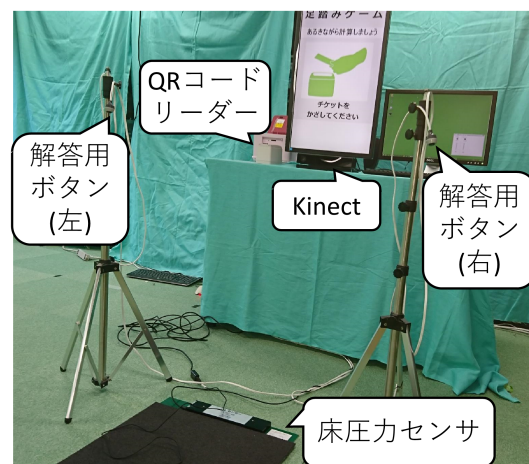 足踏みゲーム
あるきながら計算しましょう
チケットを
かざしてください
QRコード
リーダー
解答用
ボタン
(左)
Kinect
解答用
ボタン
(右)
床圧力センサ